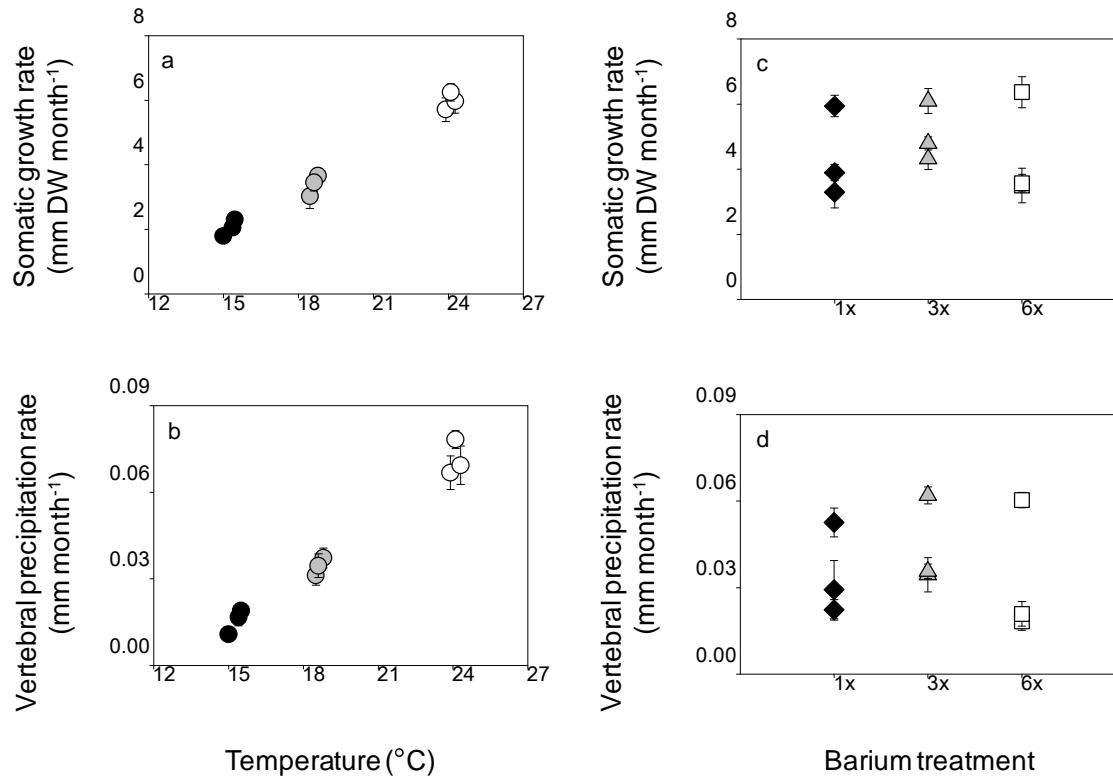 Somatic growth rate
(mm DW month-1)
8
6
4
2
0
a
12
15
18
21
24
27
Somatic growth rate
(mm DW month-1)
8
6
4
2
0
c
1x
3x
6x
Vertebral precipitation rate
(mm month-1)
0.09
0.06
0.03
0.00
b
12
15
18
21
24
27
Temperature (°C)
Vertebral precipitation rate
(mm month-1)
0.09
0.06
0.03
0.00
d
1x
3x
6x
Barium treatment